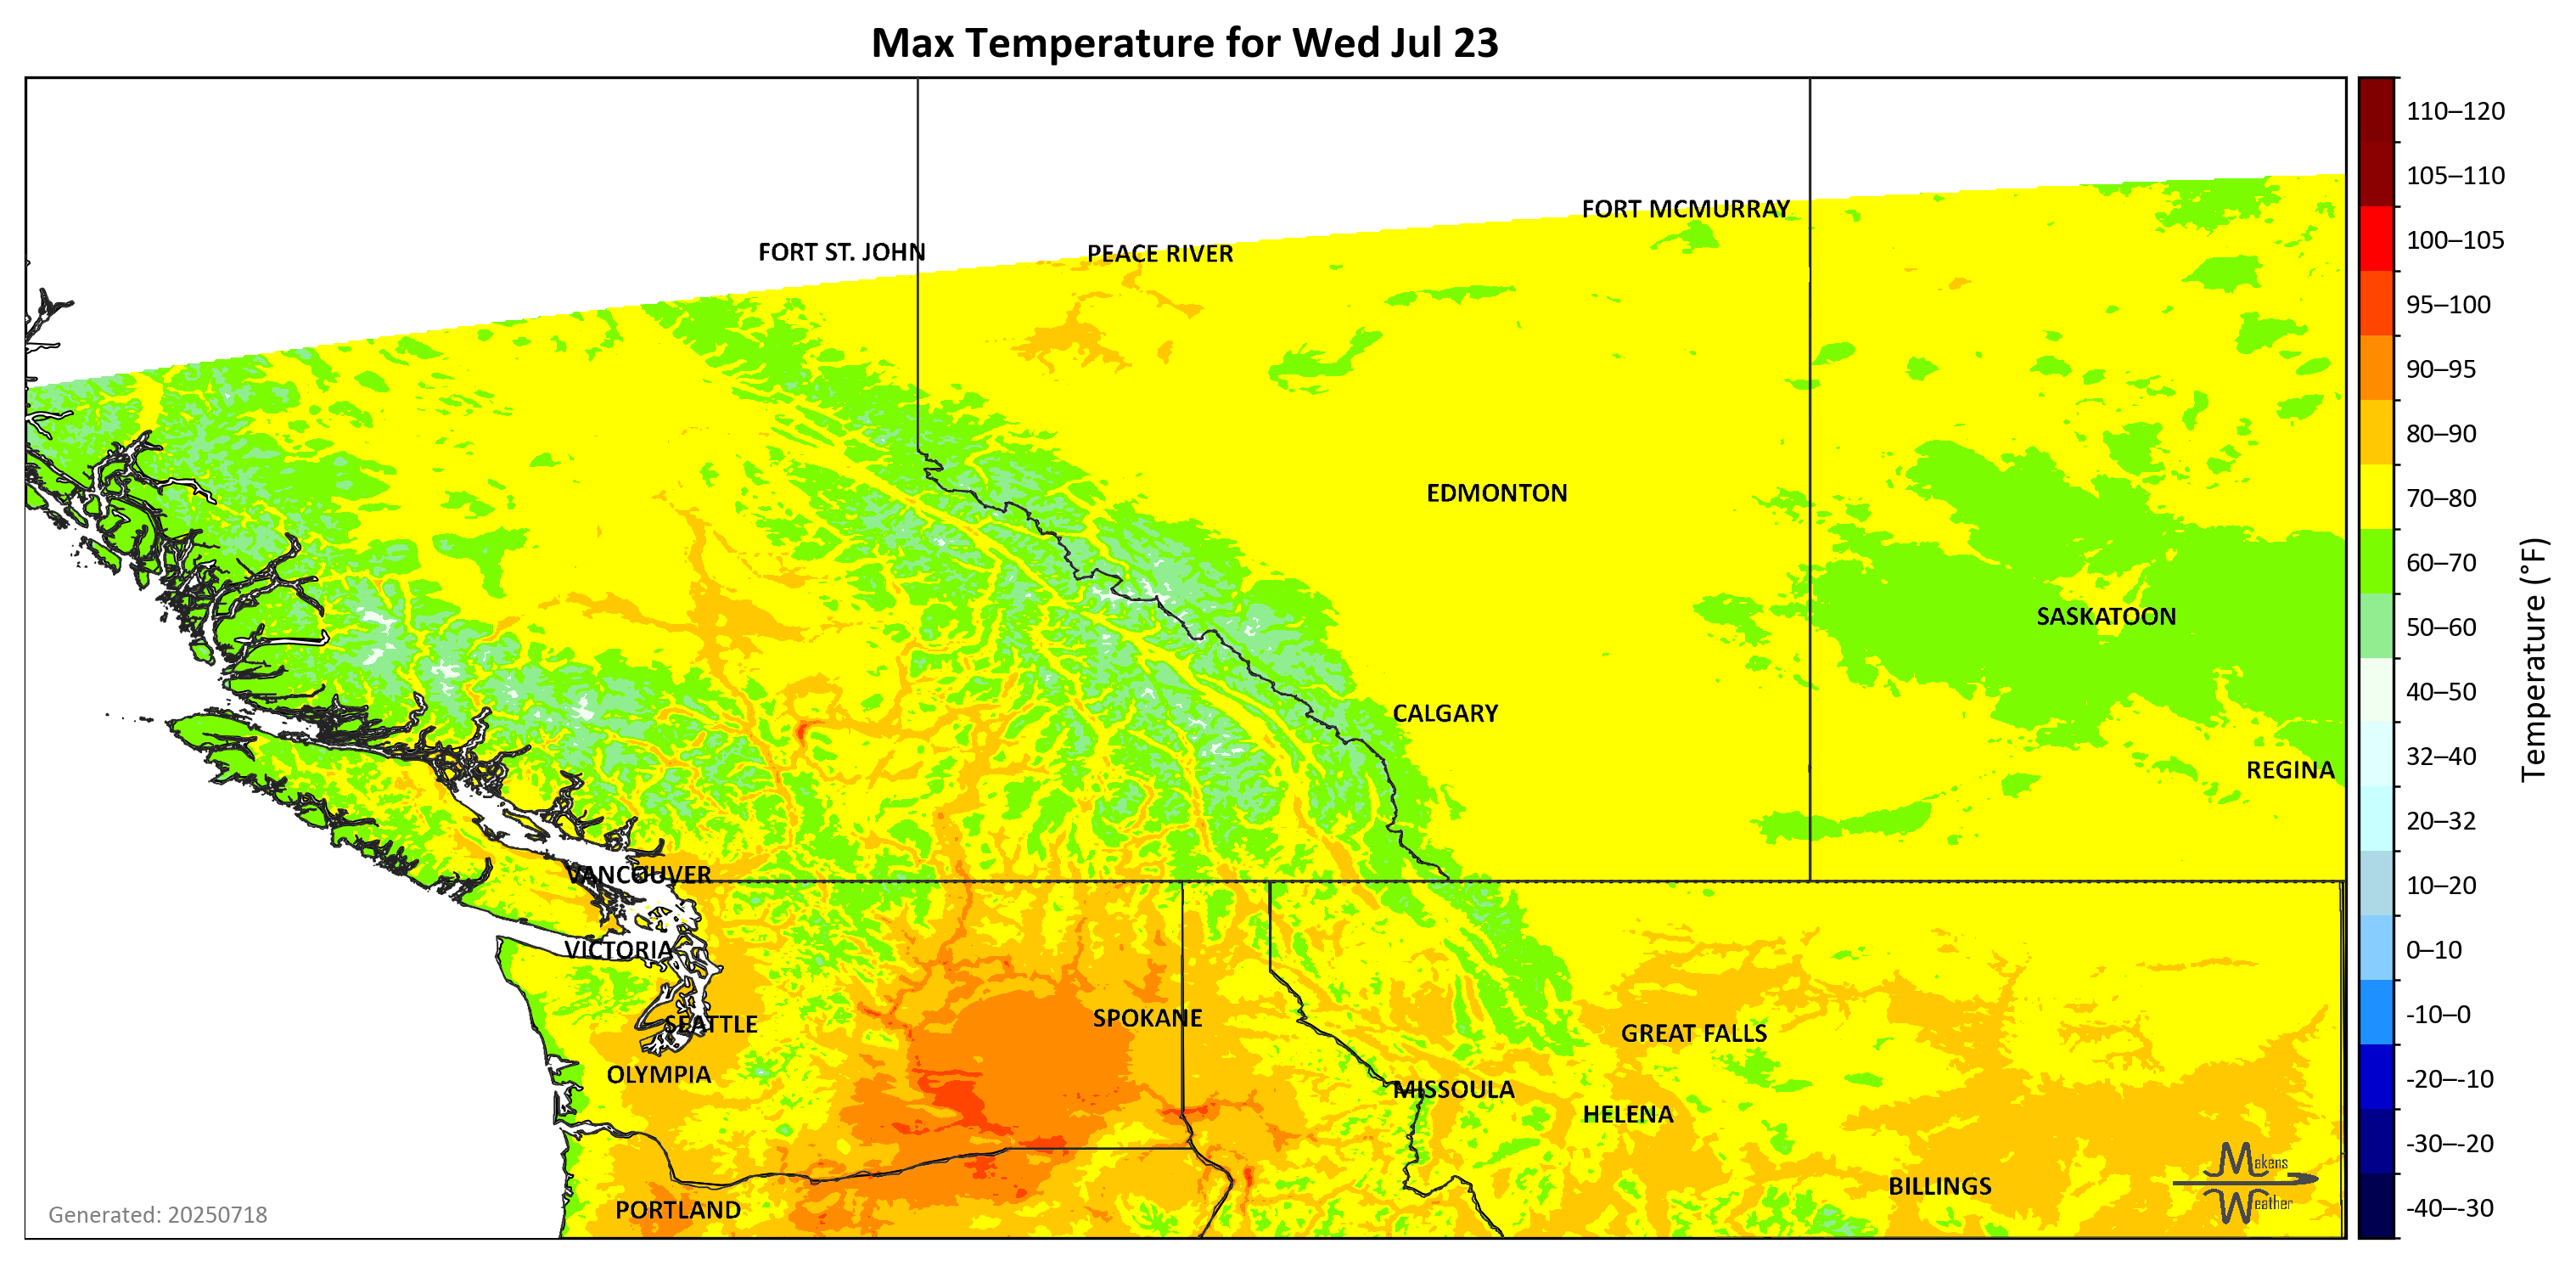 Max Temperature for Wed Jul 23
FORT MCMURRAY
FORT ST. JOHN
PEACE RIVER
EDMONTON
SASKATOON
CALGARY
REGINA
VANCOUVER
VICTORIA
SEATTLE
SPOKANE
GREAT FALLS
OLYMPIA
MISSOULA
HELENA
BILLINGS
PORTLAND
Makens
Weather
Generated: 20250718
110–120
105–110
100–105
95–100
90–95
80–90
70–80
60–70
50–60
40–50
32–40
20–32
10–20
0–10
-10–0
-20–-10
-30–-20
-40–-30
Temperature (°F)